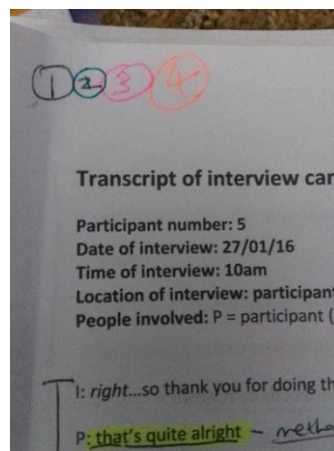 1 2 3 4
Transcript of interview car
Participant number: 5
Date of interview: 27/01/16
Time of interview: 10am
Location of interview: participant
People involved: P = participant (
I: right...so thank you for doing th
P: that's quite alright –